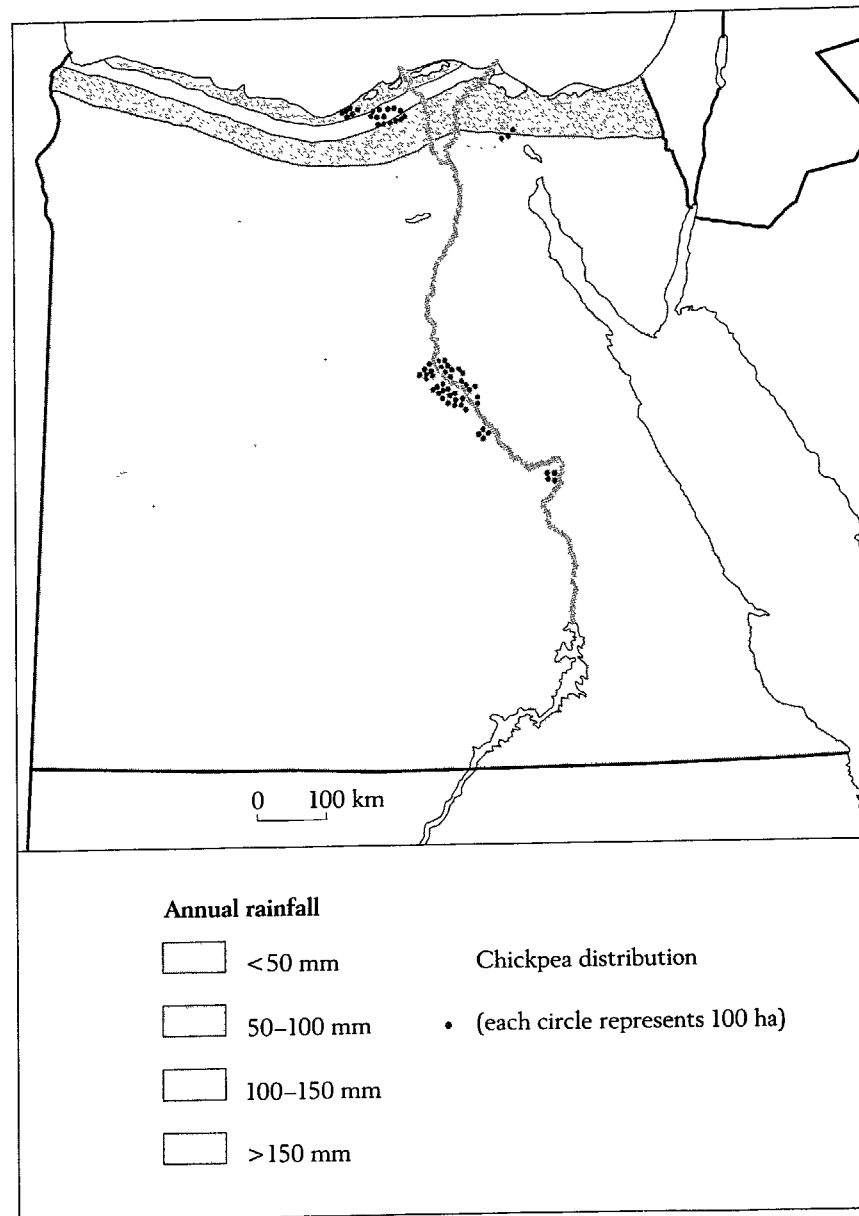 0 100 km
Annual rainfall
<50 mm
Chickpea distribution
50–100 mm
(each circle represents 100 ha)
100–150 mm
>150 mm